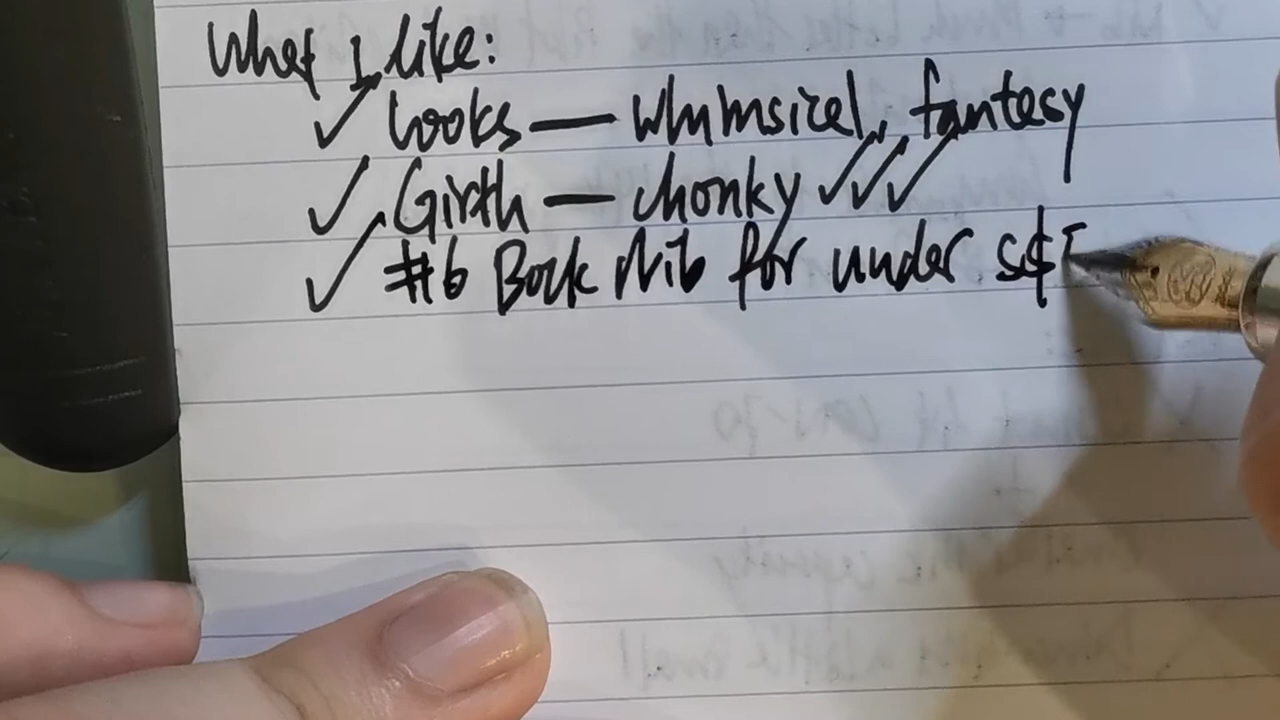 What I like:
✓ Looks — Whimsical, fantasy
✓ Girth — chonky ✓✓✓
✓ #6 Bock Nib for under S$